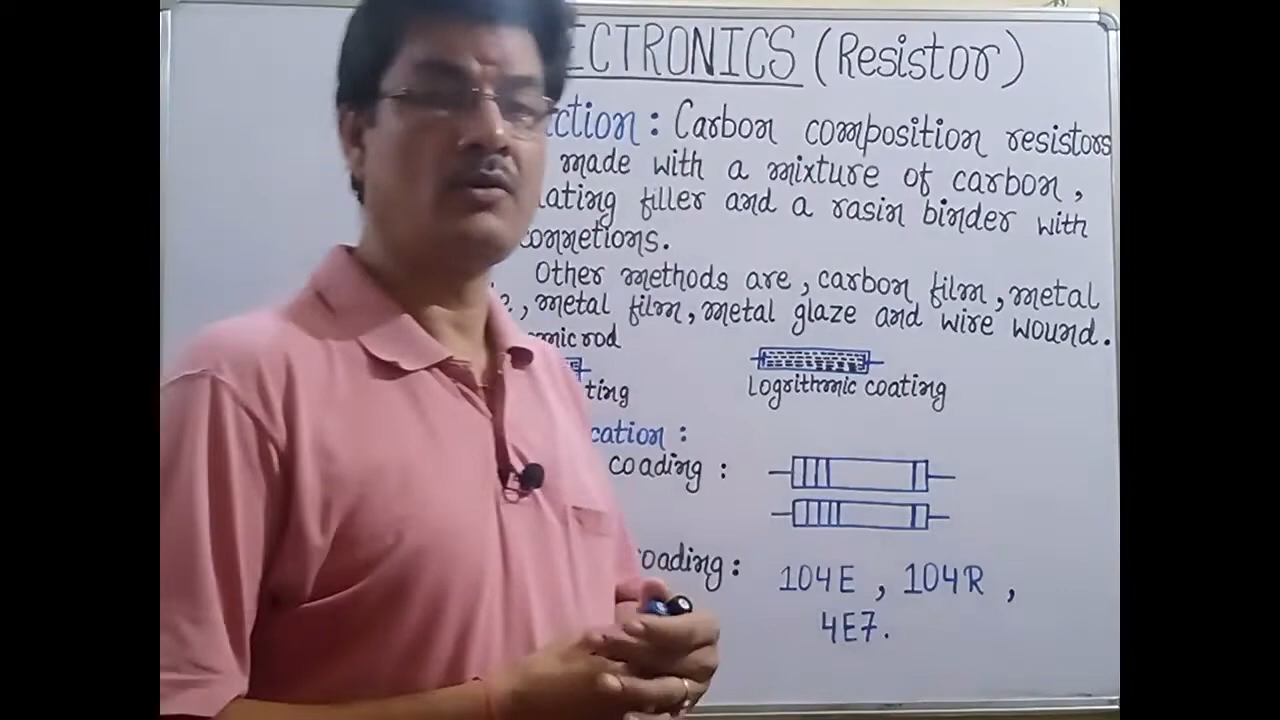 ECTRONICS (Resistor)
ction : Carbon composition resistors
made with a mixture of carbon,
lating filler and a rasin binder with
connetions.
Other methods are, carbon film, metal
, metal film, metal glaze and wire wound.
mic rod
ting
Logrithmic coating
cation :
coading :
coading :
104E , 104R ,
4E7.